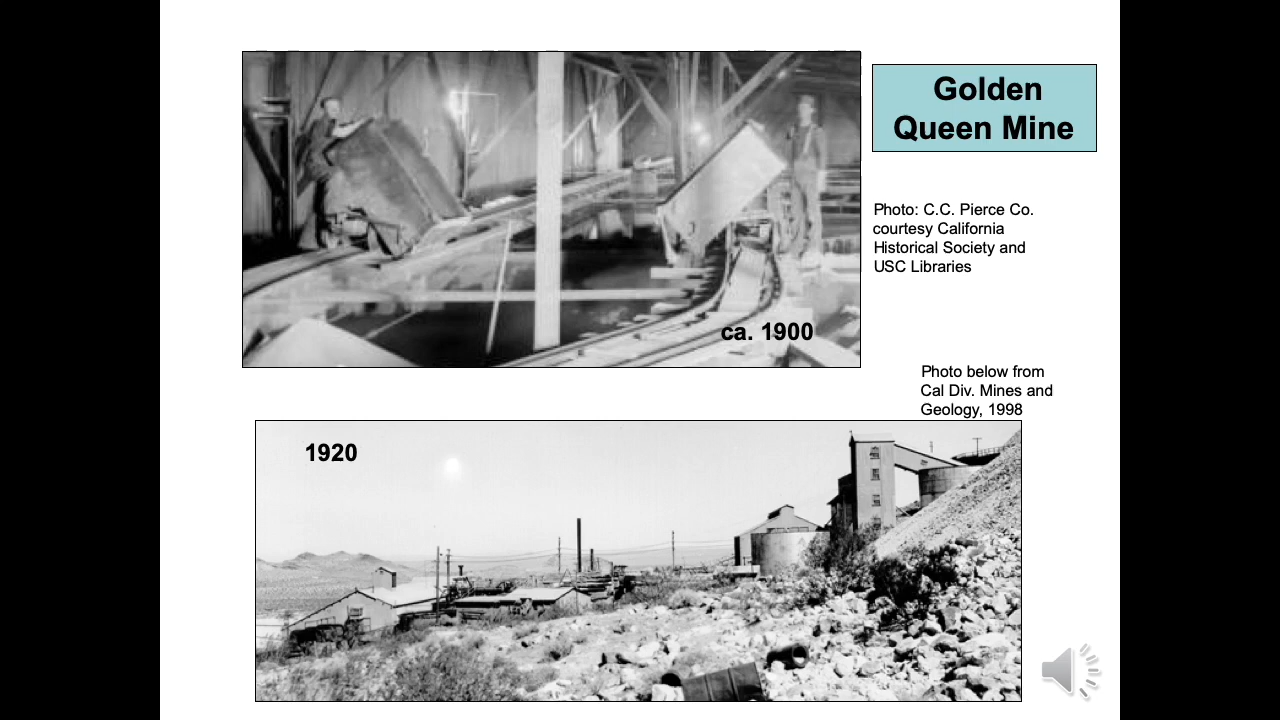 Golden
Queen Mine
Photo: C.C. Pierce Co.
courtesy California
Historical Society and
USC Libraries
ca. 1900
Photo below from
Cal Div. Mines and
Geology, 1998
1920